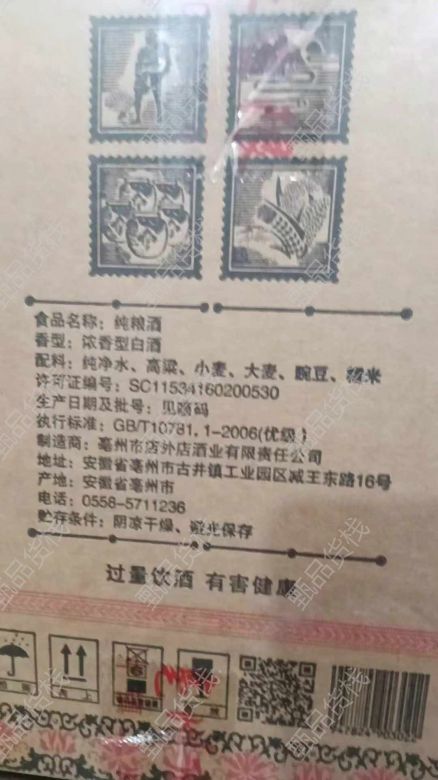 食品名称：纯粮酒
香型：浓香型白酒
配料：纯净水、高粱、小麦、大麦、豌豆、糯米
许可证编号：SC11534160200530
生产日期及批号：见喷码
执行标准：GB/T10781.1-2006(优级)
制造商：亳州市店外店酒业有限责任公司
地址：安徽省亳州市古井镇工业园区减王东路16号
产地：安徽省亳州市
电话：0558-5711236
贮存条件：阴凉干燥、避光保存
过量饮酒 有害健康
甄品货栈